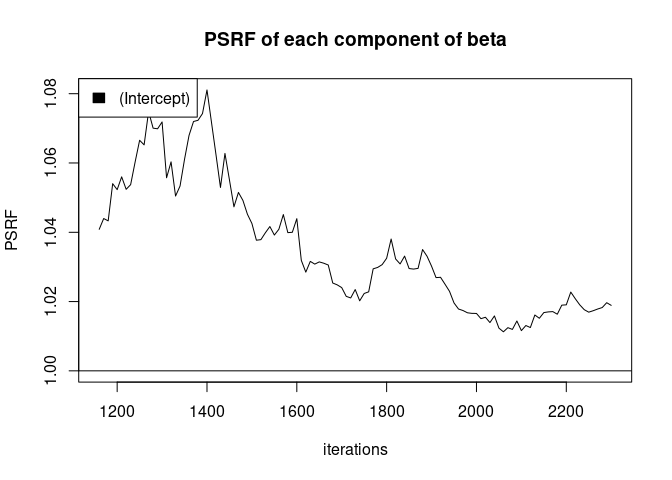 PSRF of each component of beta
(Intercept)
PSRF
1.08
1.06
1.04
1.02
1.00
1200 1400 1600 1800 2000 2200
iterations